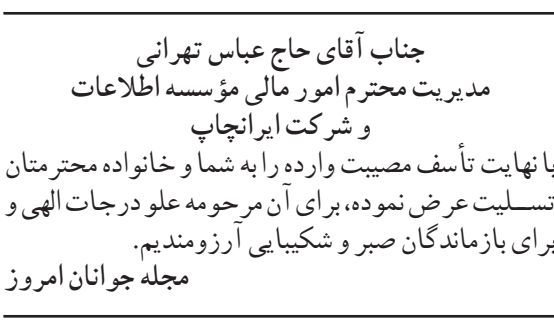 جناب آقای حاج عباس تهرانی
مدیریت محترم امور مالی مؤسسه اطلاعات
و شرکت ایرانچاپ
با نهایت تأسف مصیبت وارده را به شما و خانواده محترمتان
تسلیت عرض نموده، برای آن مرحومه علو درجات الهی و
برای بازماندگان صبر و شکیبایی آرزومندیم.
مجله جوانان امروز